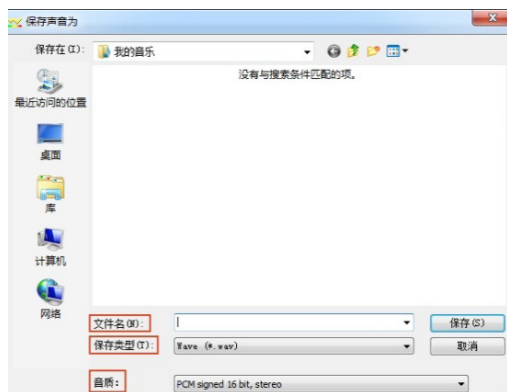 保存声音为
保存在(I):
我的音乐
没有与搜索条件匹配的项。
最近访问的位置
桌面
库
计算机
网络
文件名(N):
保存(S)
保存类型(T):
Wave (*.wav)
取消
音质:
PCM signed 16 bit, stereo